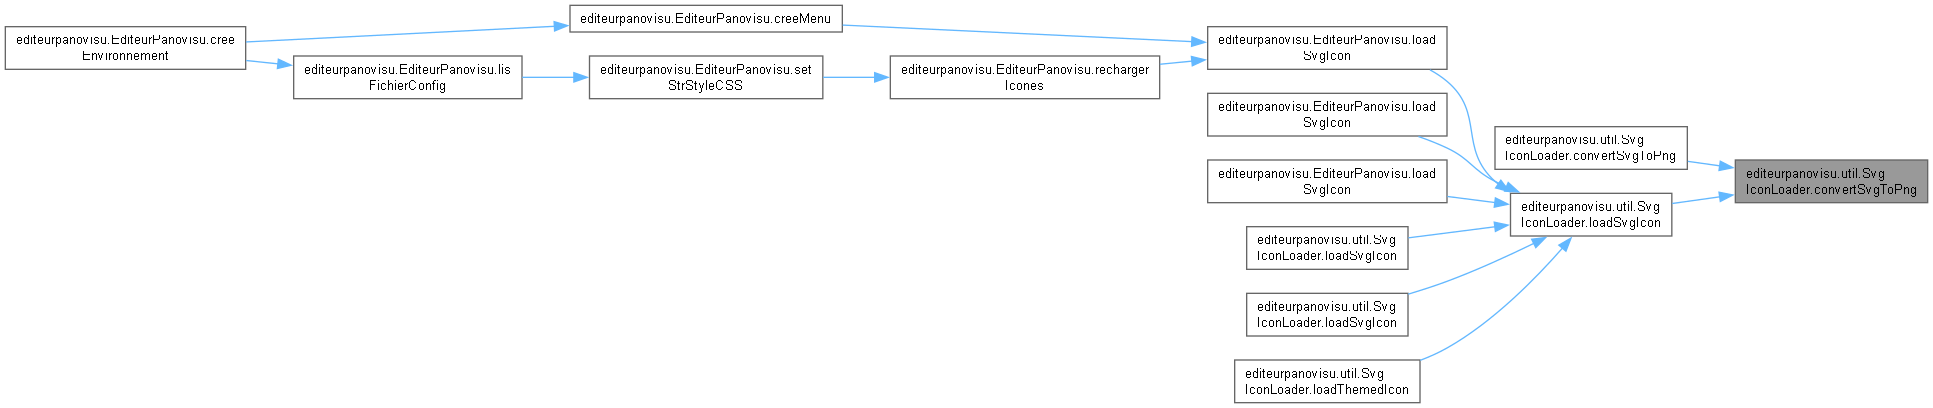 editeurpanovisu.EditeurPanovisu.cree
Environnement
editeurpanovisu.EditeurPanovisu.creeMenu
editeurpanovisu.EditeurPanovisu.lis
FichierConfig
editeurpanovisu.EditeurPanovisu.set
StrStyleCSS
editeurpanovisu.EditeurPanovisu.recharger
Icones
editeurpanovisu.EditeurPanovisu.load
SvgIcon
editeurpanovisu.EditeurPanovisu.load
SvgIcon
editeurpanovisu.EditeurPanovisu.load
SvgIcon
editeurpanovisu.util.Svg
IconLoader.loadSvgIcon
editeurpanovisu.util.Svg
IconLoader.loadSvgIcon
editeurpanovisu.util.Svg
IconLoader.loadThemedIcon
editeurpanovisu.util.Svg
IconLoader.convertSvgToPng
editeurpanovisu.util.Svg
IconLoader.loadSvgIcon
editeurpanovisu.util.Svg
IconLoader.convertSvgToPng